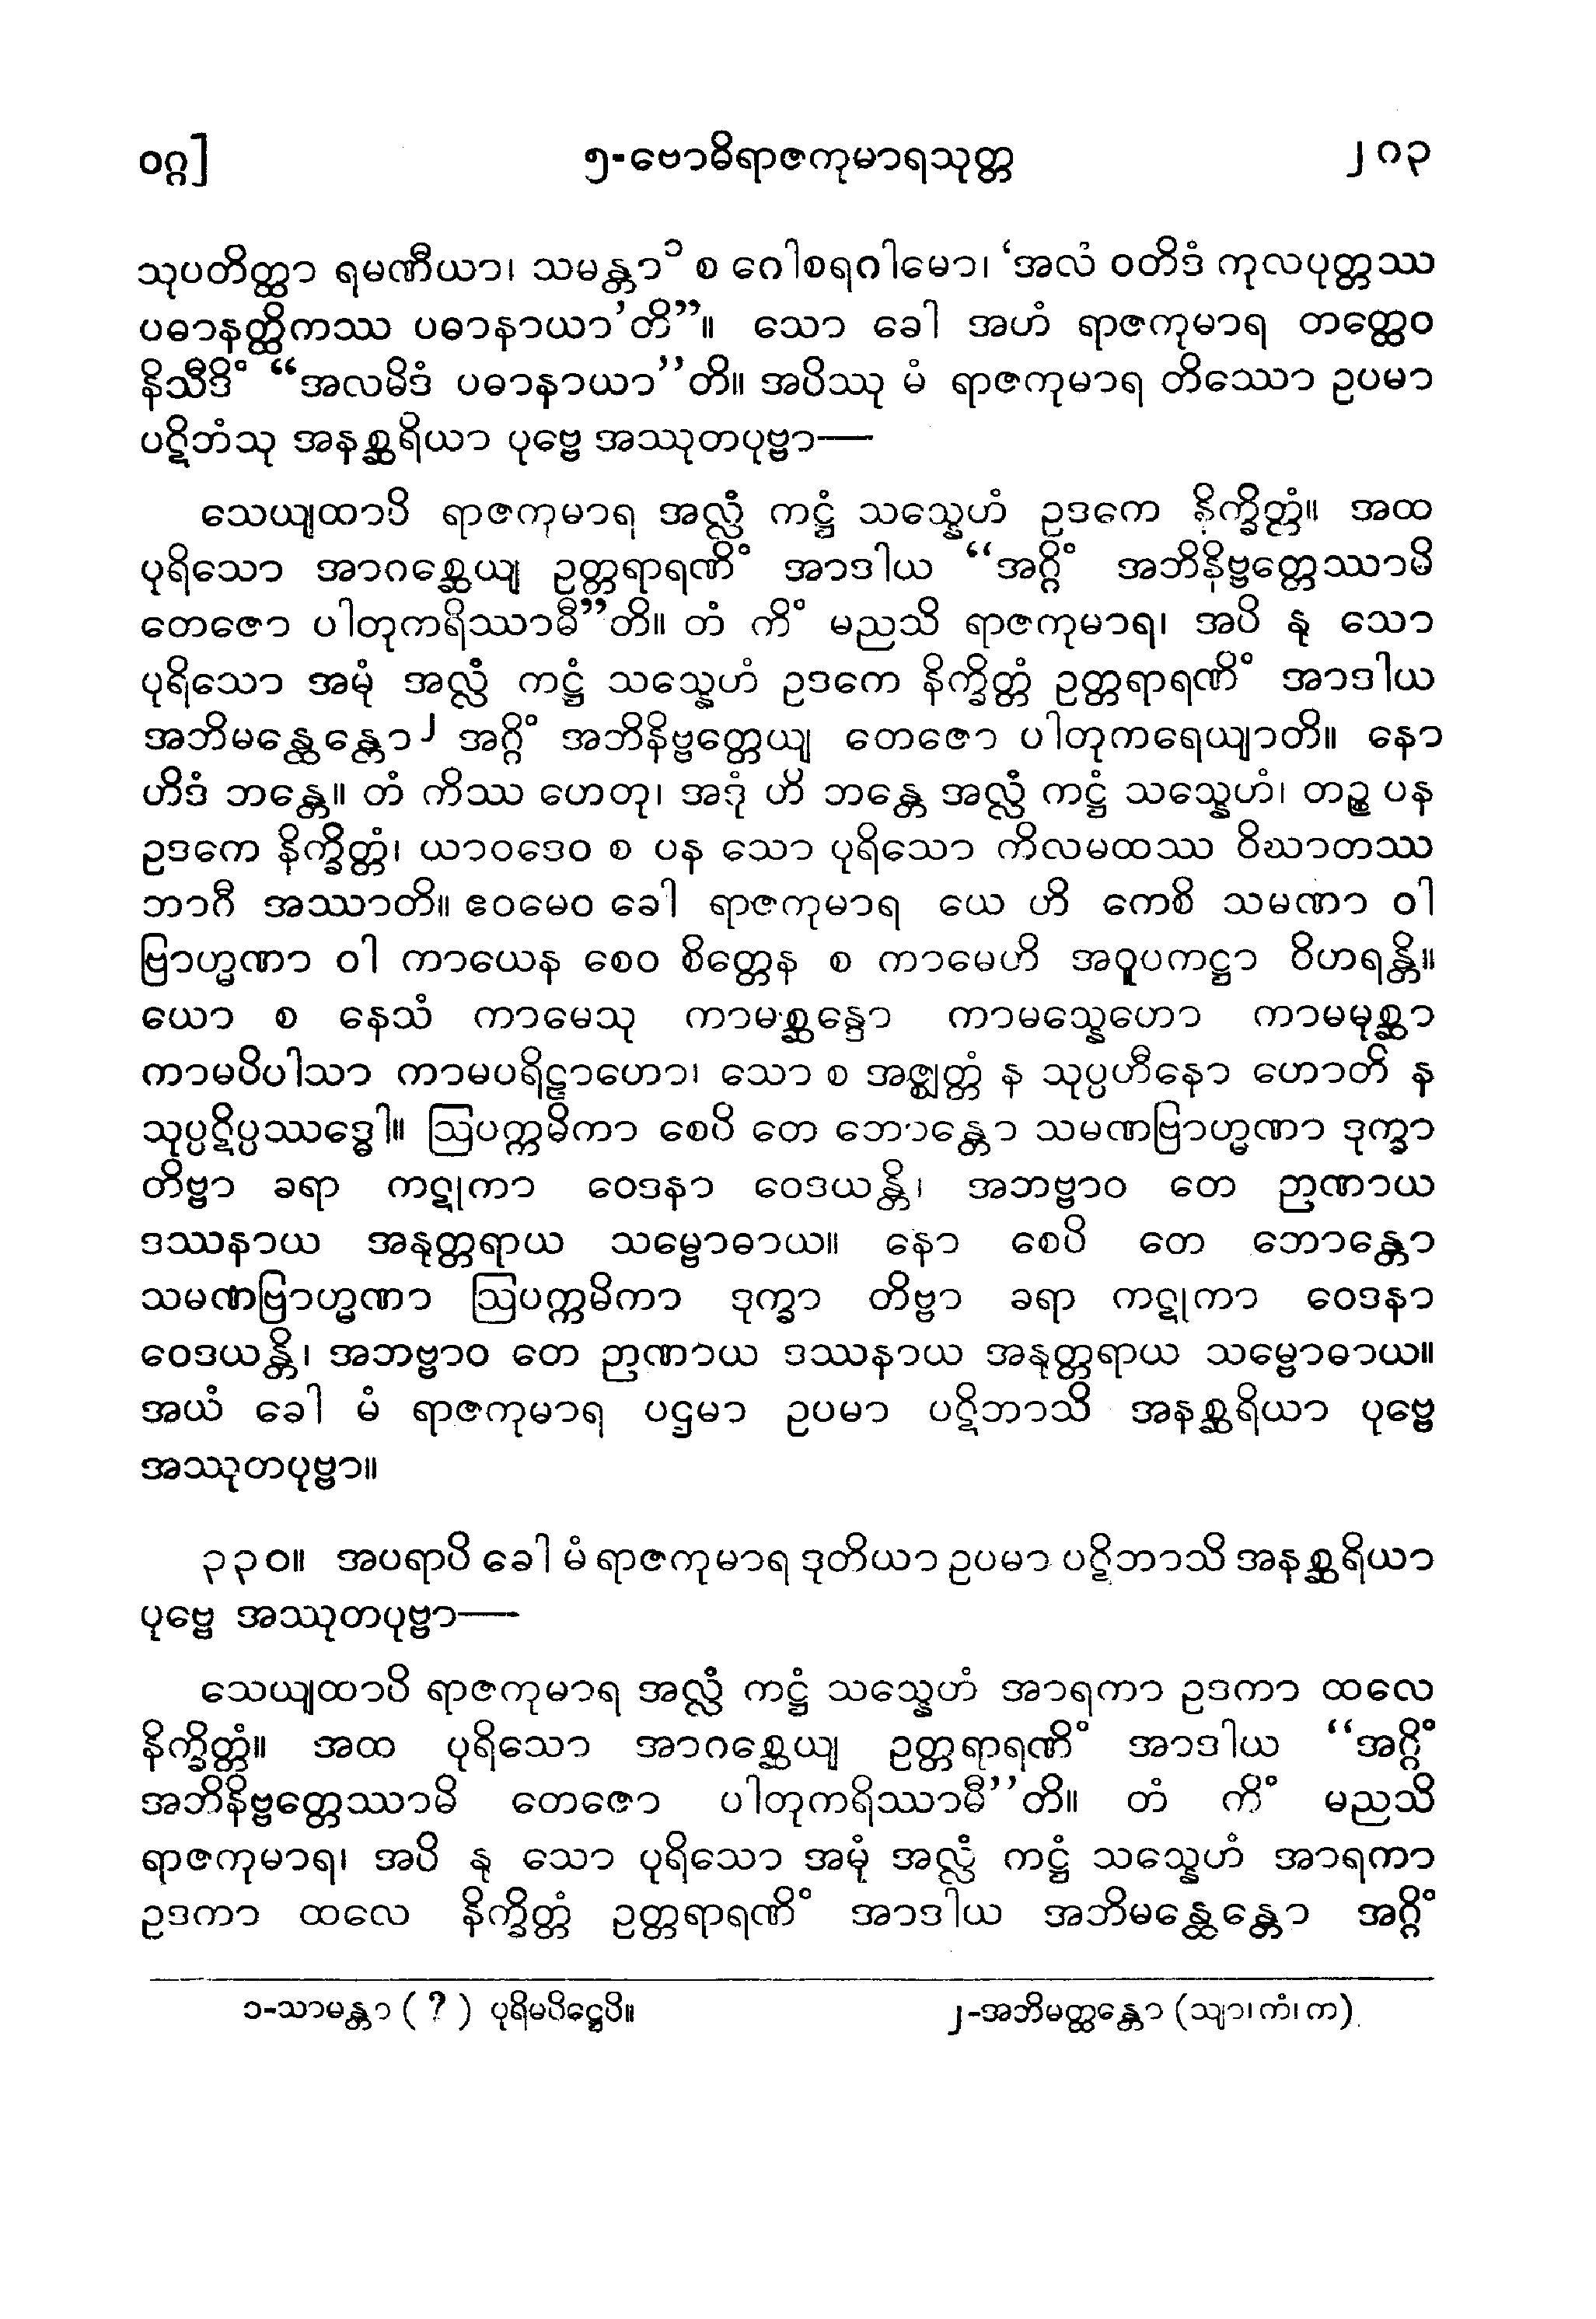 ဝဂ္ဂ]	၅-ဗောဓိရာဇကုမာရသုတ္တ	၂၈၃
သုပတိတ္ထာ ရမဏီယာ၊ သမန္တာ ၁ စ ဂေါစရဂါမော၊ ‘အလံ ဝတိဒံ ကုလပုတ္တဿ
ပဓာနတ္ထိကဿ ပဓာနာယာ’တိ”။ သော ခေါ အဟံ ရာဇကုမာရ တတ္ထေဝ
နိသီဒိံ “အလမိဒံ ပဓာနာယာ”တိ။ အပိဿု မံ ရာဇကုမာရ တိဿော ဥပမာ
ပဋိဘံသု အနစ္ဆရိယာ ပုဗ္ဗေ အဿုတပုဗ္ဗာ—
သေယျထာပိ ရာဇကုမာရ အလ္လံ ကဋ္ဌံ သသ္နေဟံ ဥဒကေ နိက္ခိတ္တံ။ အထ
ပုရိသော အာဂစ္ဆေယျ ဥတ္တရာရဏိံ အာဒါယ “အဂ္ဂိံ အဘိနိဗ္ဗတ္တေဿာမိ
တေဇော ပါတုကရိဿာမီ”တိ။ တံ ကိံ မညသိ ရာဇကုမာရ၊ အပိ နု သော
ပုရိသော အမုံ အလ္လံ ကဋ္ဌံ သသ္နေဟံ ဥဒကေ နိက္ခိတ္တံ ဥတ္တရာရဏိံ အာဒါယ
အဘိမန္ထေန္တော ၂ အဂ္ဂိံ အဘိနိဗ္ဗတ္တေယျ တေဇော ပါတုကရေယျာတိ။ နော
ဟိဒံ ဘန္တေ။ တံ ကိဿ ဟေတု၊ အဒုံ ဟိ ဘန္တေ အလ္လံ ကဋ္ဌံ သသ္နေဟံ၊ တဉ္စ ပန
ဥဒကေ နိက္ခိတ္တံ၊ ယာဝဒေဝ စ ပန သော ပုရိသော ကိလမထဿ ဝိဃာတဿ
ဘာဂီ အဿာတိ။ ဧဝမေဝ ခေါ ရာဇကုမာရ ယေ ဟိ ကေစိ သမဏာ ဝါ
ဗြာဟ္မဏာ ဝါ ကာယေန စေဝ စိတ္တေန စ ကာမေဟိ အဝူပကဋ္ဌာ ဝိဟရန္တိ။
ယော စ နေသံ ကာမေသု ကာမစ္ဆန္ဒော ကာမသ္နေဟော ကာမမုစ္ဆာ
ကာမပိပါသာ ကာမပရိဠာဟော၊ သော စ အဇ္ဈတ္တံ န သုပ္ပဟီနော ဟောတိ န
သုပ္ပဋိပ္ပဿဒ္ဓေါ။ ဩပက္ကမိကာ စေပိ တေ ဘောန္တော သမဏဗြာဟ္မဏာ ဒုက္ခာ
တိဗ္ဗာ ခရာ ကဋုကာ ဝေဒနာ ဝေဒယန္တိ၊ အဘဗ္ဗာဝ တေ ဉာဏာယ
ဒဿနာယ အနုတ္တရာယ သမ္ဗောဓာယ။ နော စေပိ တေ ဘောန္တော
သမဏဗြာဟ္မဏာ ဩပက္ကမိကာ ဒုက္ခာ တိဗ္ဗာ ခရာ ကဋုကာ ဝေဒနာ
ဝေဒယန္တိ၊ အဘဗ္ဗာဝ တေ ဉာဏာယ ဒဿနာယ အနုတ္တရာယ သမ္ဗောဓာယ။
အယံ ခေါ မံ ရာဇကုမာရ ပဌမာ ဥပမာ ပဋိဘာသိ အနစ္ဆရိယာ ပုဗ္ဗေ
အဿုတပုဗ္ဗာ။
၃၃၀။ အပရာပိ ခေါ မံ ရာဇကုမာရ ဒုတိယာ ဥပမာ ပဋိဘာသိ အနစ္ဆရိယာ
ပုဗ္ဗေ အဿုတပုဗ္ဗာ—
သေယျထာပိ ရာဇကုမာရ အလ္လံ ကဋ္ဌံ သသ္နေဟံ အာရကာ ဥဒကာ ထလေ
နိက္ခိတ္တံ။ အထ ပုရိသော အာဂစ္ဆေယျ ဥတ္တရာရဏိံ အာဒါယ “အဂ္ဂိံ
အဘိနိဗ္ဗတ္တေဿာမိ တေဇော ပါတုကရိဿာမီ”တိ။ တံ ကိံ မညသိ
ရာဇကုမာရ၊ အပိ နု သော ပုရိသော အမုံ အလ္လံ ကဋ္ဌံ သသ္နေဟံ အာရကာ
ဥဒကာ ထလေ နိက္ခိတ္တံ ဥတ္တရာရဏိံ အာဒါယ အဘိမန္ထေန္တော အဂ္ဂိံ
၁-သာမန္တာ (?) ပုရိမပိဋ္ဌေပိ။	၂-အဘိမတ္ထန္တော (သျာ၊ ကံ၊ က)